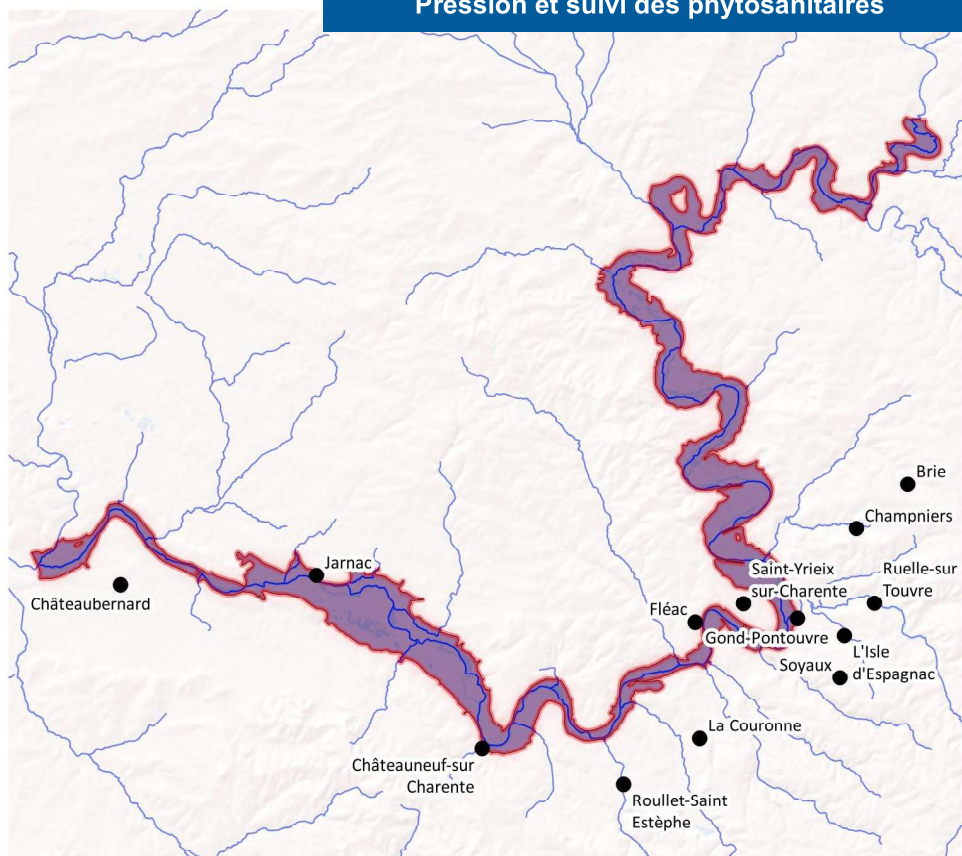 Pression et suivi des phytosanitaires
Brie
Champniers
Saint-Yrieix
sur-Charente
Ruelle-sur
Touvre
Jarnac
Châteaubernard
Fléac
Gond-Pontouvre
L'Isle
d'Espagnac
Soyaux
La Couronne
Châteauneuf-sur
Charente
Roullet-Saint
Estèphe